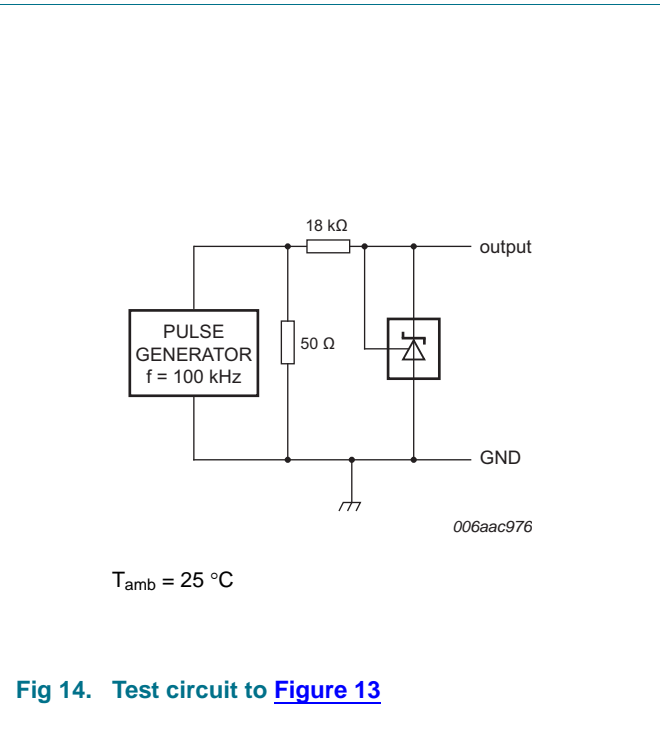 18 kΩ
output
PULSE
GENERATOR
f = 100 kHz
50 Ω
GND
006aac976
Tamb = 25 °C
Fig 14. Test circuit to Figure 13